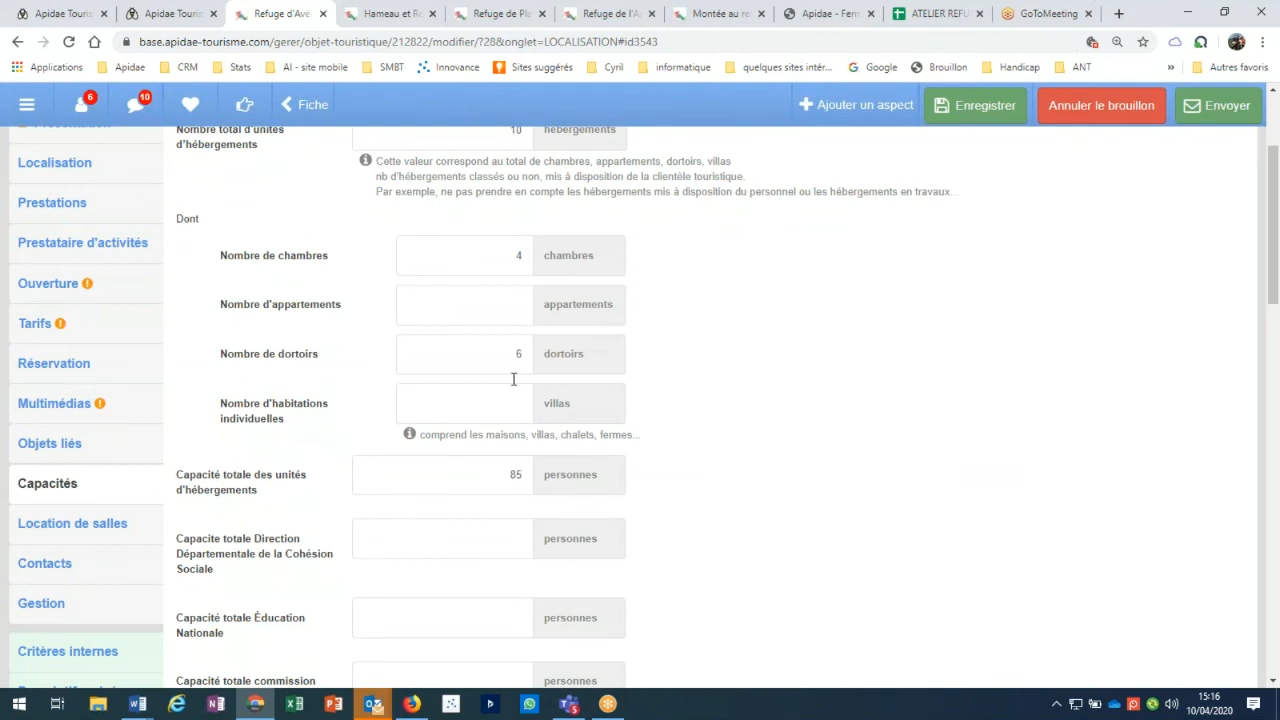 Apidae Tourisme
Apidae Tourisme
Refuge d'Avé
Hameau et Re
Refuge de Pla
Refuge de l'A
Montée au re
Apidae - Ferm
ATELIER REFU
GoToMeeting
base.apidae-tourisme.com/gerer/objet-touristique/212822/modifier/?28&onglet=LOCALISATION#id3543
Applications
Apidae
CRM
Stats
AI - site mobile
SMBT
Innovance
Sites suggérés
Cyril
informatique
quelques sites intér...
Google
Brouillon
Handicap
ANT
»
Autres favoris
6
10
Fiche
Ajouter un aspect
Enregistrer
Annuler le brouillon
Envoyer
Localisation
Prestations
Prestataire d'activités
Ouverture
Tarifs
Réservation
Multimédias
Objets liés
Capacités
Location de salles
Contacts
Gestion
Critères internes
Nombre total d'unités
d'hébergements
10 hébergements
Cette valeur correspond au total de chambres, appartements, dortoirs, villas
nb d'hébergements classés ou non, mis à disposition de la clientèle touristique.
Par exemple, ne pas prendre en compte les hébergements mis à disposition du personnel ou les hébergements en travaux...
Dont
Nombre de chambres 4 chambres
Nombre d'appartements appartements
Nombre de dortoirs 6 dortoirs
Nombre d'habitations
individuelles
villas
comprend les maisons, villas, chalets, fermes...
Capacité totale des unités
d'hébergements
85 personnes
Capacite totale Direction
Départementale de la Cohésion
Sociale
personnes
Capacité totale Éducation
Nationale
personnes
Capacité totale commission
personnes
15:16
10/04/2020